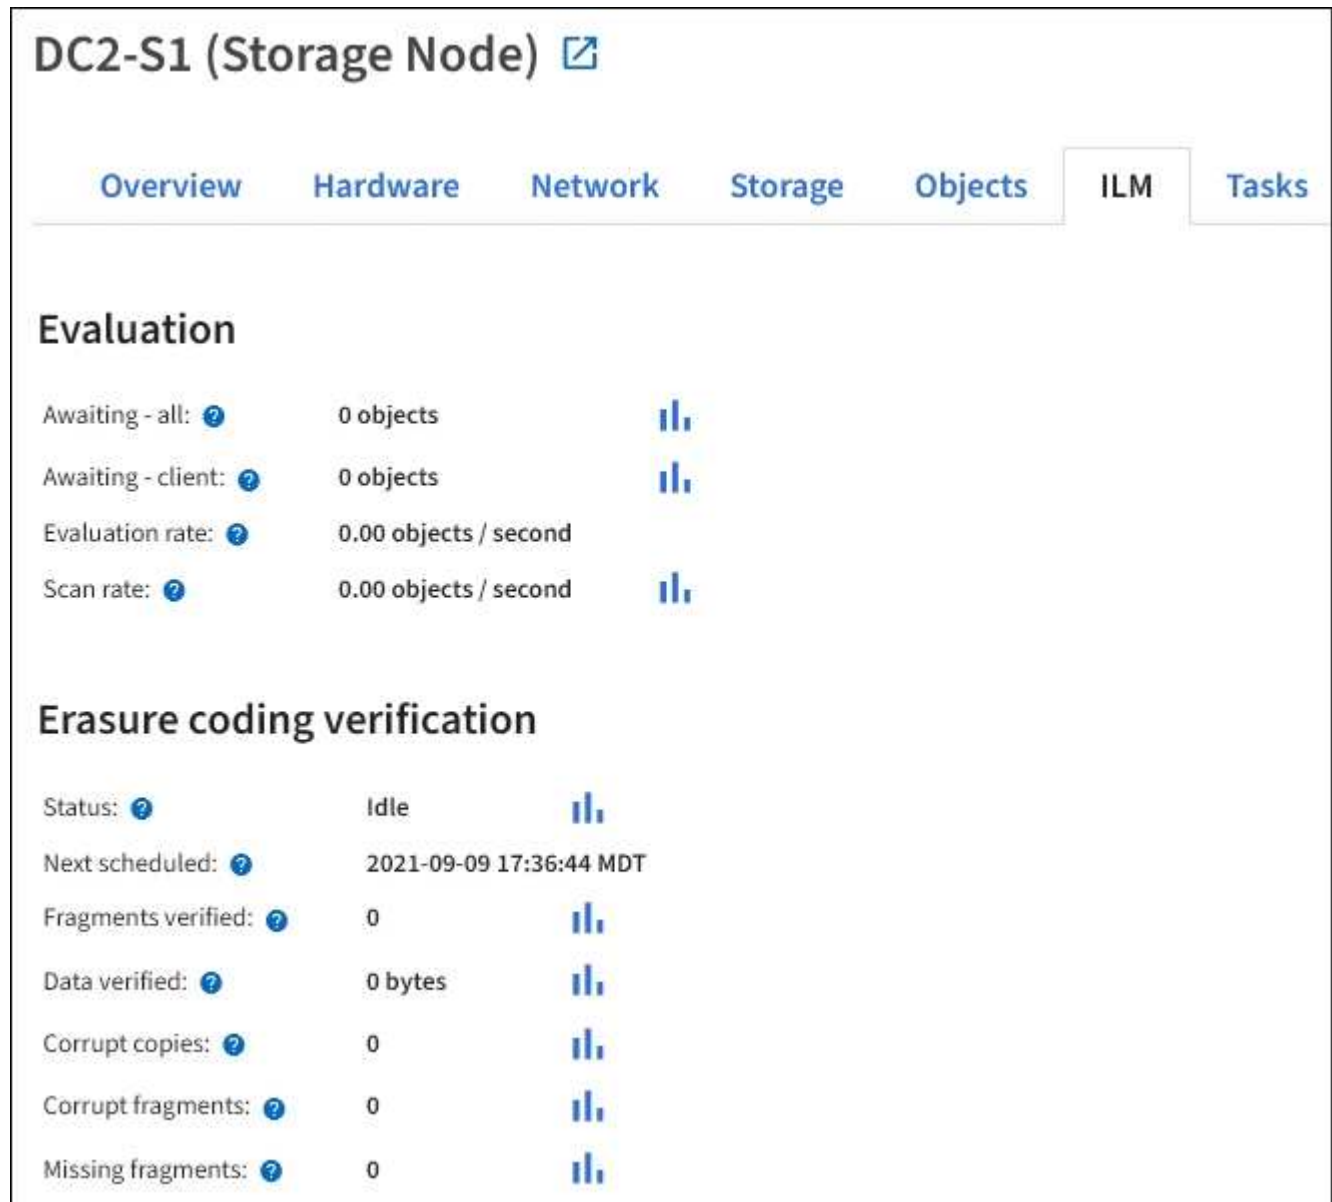 DC2-S1 (Storage Node)
Overview Hardware Network Storage Objects ILM Tasks
Evaluation
Awaiting - all: ? 0 objects
Awaiting - client: ? 0 objects
Evaluation rate: ? 0.00 objects / second
Scan rate: ? 0.00 objects / second
Erasure coding verification
Status: ? Idle
Next scheduled: ? 2021-09-09 17:36:44 MDT
Fragments verified: ? 0
Data verified: ? 0 bytes
Corrupt copies: ? 0
Corrupt fragments: ? 0
Missing fragments: ? 0